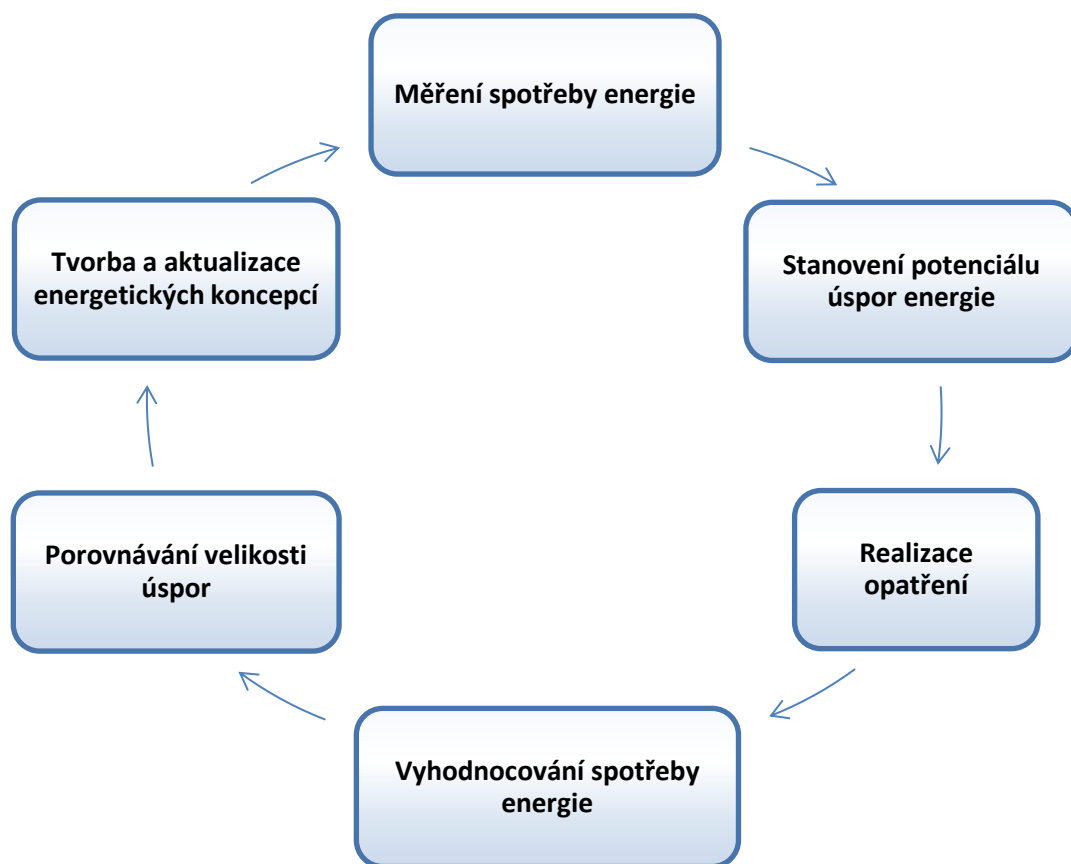 Měření spotřeby energie
Stanovení potenciálu
úspor energie
Realizace
opatření
Vyhodnocování spotřeby
energie
Porovnávání velikosti
úspor
Tvorba a aktualizace
energetických koncepcí